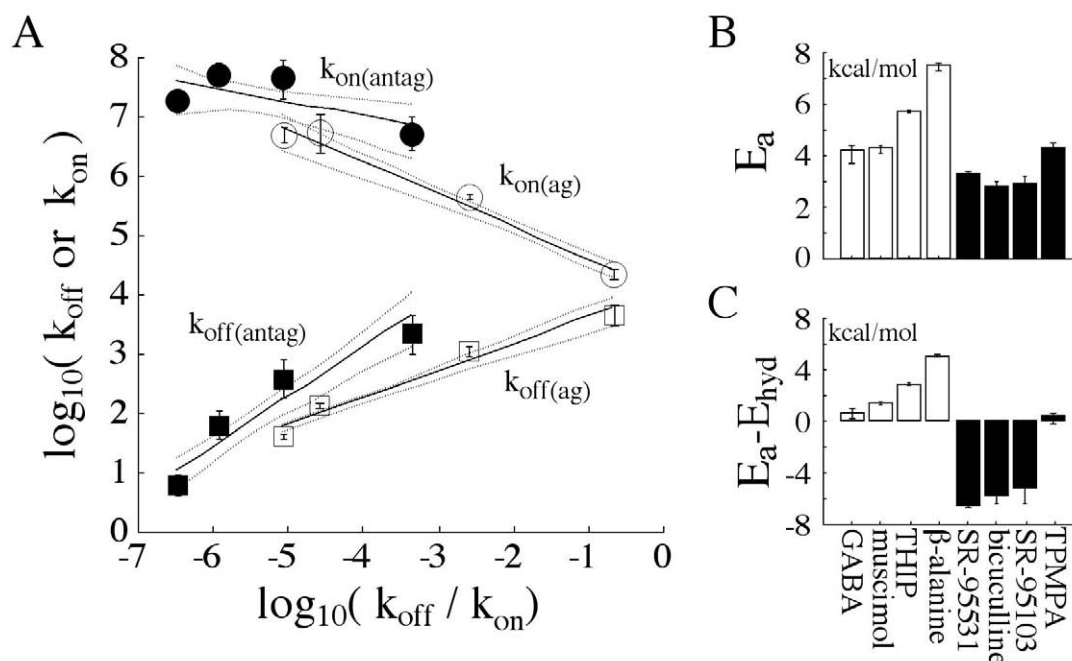 A
log₁₀( k_off or k_on )
8
7
6
5
4
3
2
1
0
k_on(antag)
k_on(ag)
k_off(antag)
k_off(ag)
-7 -6 -5 -4 -3 -2 -1 0
log₁₀( k_off / k_on )
B
E_a
8
6
4
2
0
kcal/mol
C
E_a-E_hyd
8
4
0
-4
-8
kcal/mol
GABA
muscimol
THIP
β-alanine
SR-95531
bicuculline
SR-95103
TPMPA